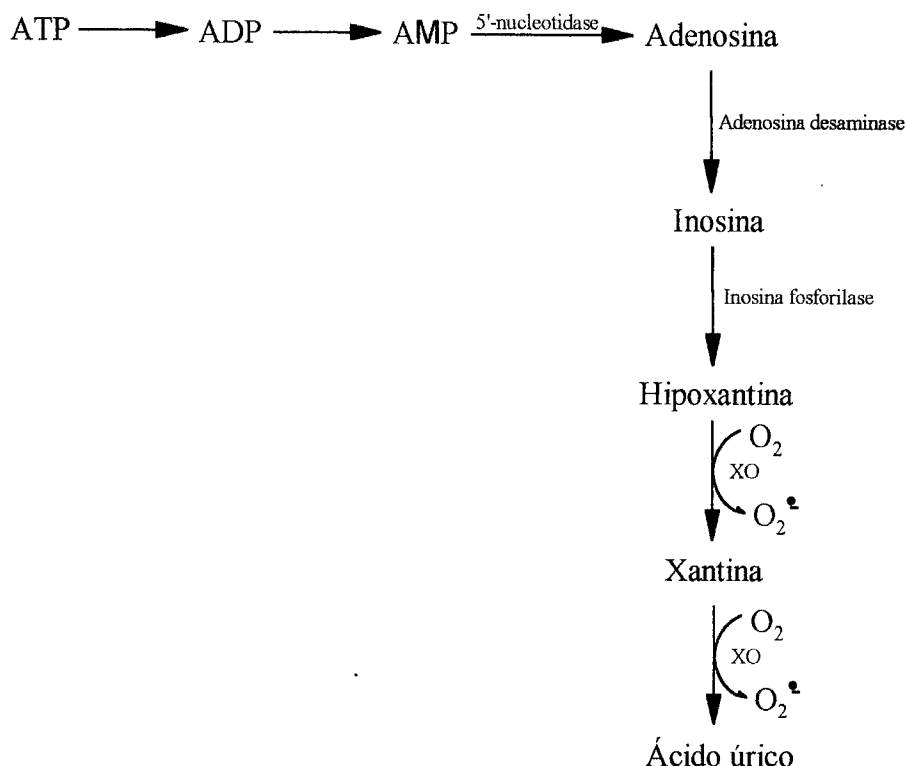 ATP ADP AMP 5'-nucleotidase Adenosina
Adenosina desaminase
Inosina
Inosina fosforilase
Hipoxantina
O₂
XO
O₂•-
Xantina
O₂
XO
O₂•-
Ácido úrico